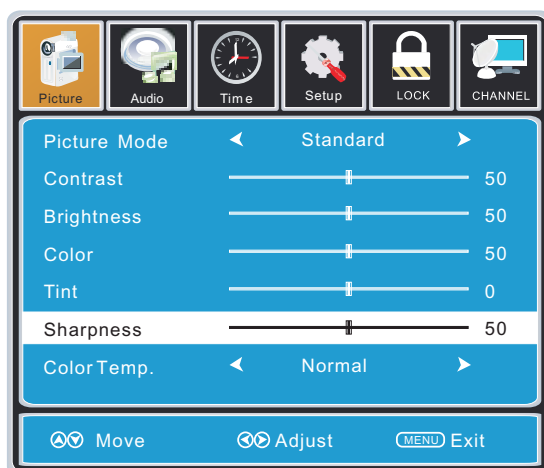 Picture Audio Time Setup LOCK CHANNEL
Picture Mode Standard
Contrast 50
Brightness 50
Color 50
Tint 0
Sharpness 50
Color Temp. Normal
Move Adjust MENU Exit